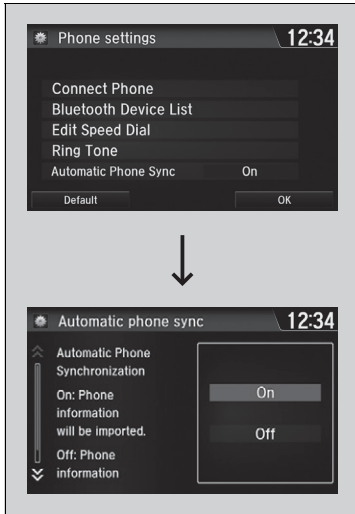 Phone settings 12:34
Connect Phone
Bluetooth Device List
Edit Speed Dial
Ring Tone
Automatic Phone Sync On
Default OK
Automatic phone sync 12:34
Automatic Phone
Synchronization
On: Phone
information
will be imported.
Off: Phone
information
On
Off